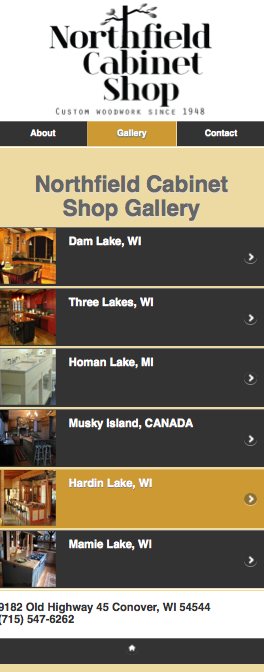 Northfield
Cabinet
Shop
CUSTOM WOODWORK SINCE 1948
About Gallery Contact
Northfield Cabinet
Shop Gallery
Dam Lake, WI
Three Lakes, WI
Homan Lake, MI
Musky Island, CANADA
Hardin Lake, WI
Mamie Lake, WI
9182 Old Highway 45 Conover, WI 54544
(715) 547-6262